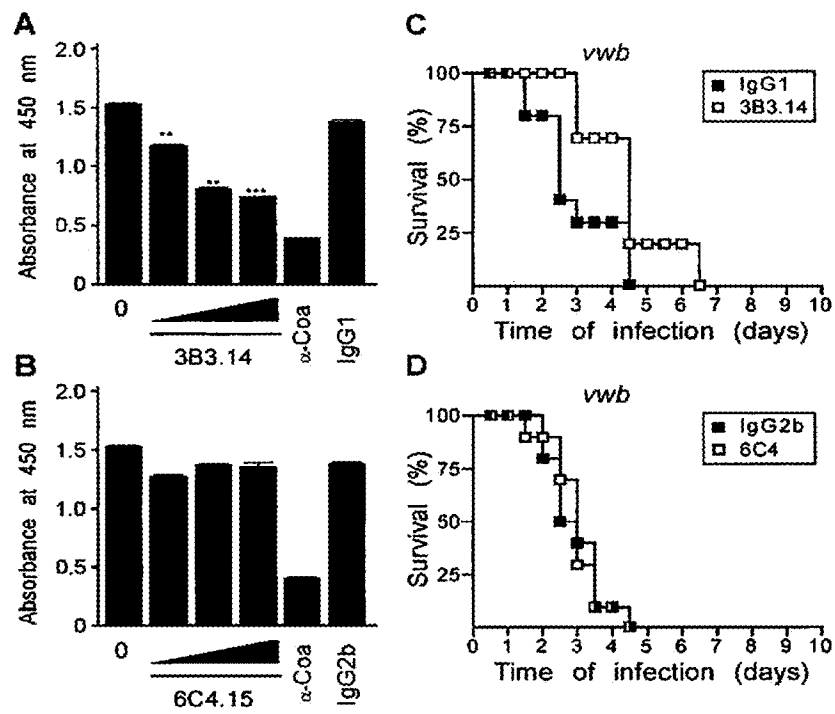 A
Absorbance at 450 nm
2.0
1.5
1.0
0.5
0
**
**
***
0
3B3.14
α-Coa
IgG1
B
Absorbance at 450 nm
2.0
1.5
1.0
0.5
0
0
6C4.15
α-Coa
IgG2b
C
vwb
Survival (%)
100
75
50
25
IgG1
3B3.14
0 1 2 3 4 5 6 7 8 9 10
Time of infection (days)
D
vwb
Survival (%)
100
75
50
25
IgG2b
6C4
0 1 2 3 4 5 6 7 8 9 10
Time of infection (days)